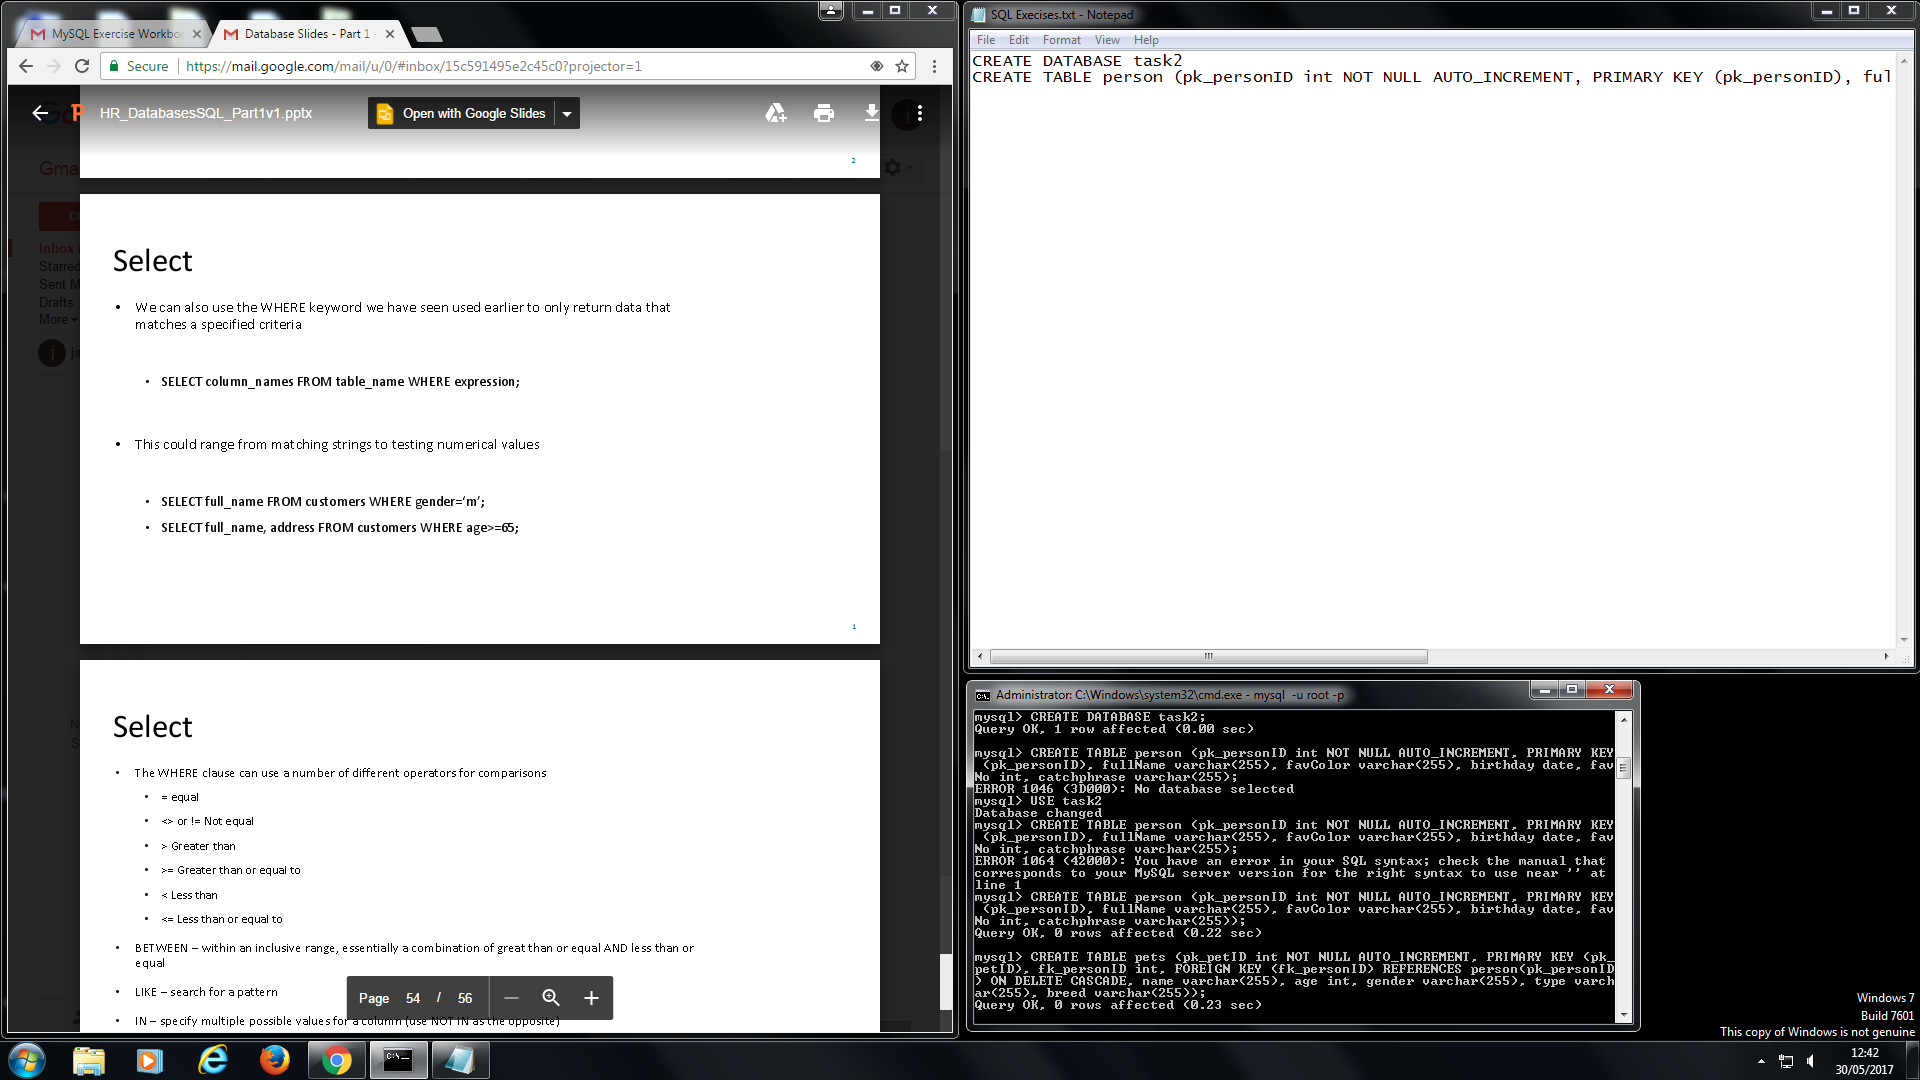 MySQL Exercise Workbo
Database Slides - Part 1 -
Secure
https://mail.google.com/mail/u/0/#inbox/15c591495e2c45c0?projector=1
HR_DatabasesSQL_Part1v1.pptx
Open with Google Slides
2
Inbox
Starred
Sent M
Drafts
More
Select
• We can also use the WHERE keyword we have seen used earlier to only return data that
matches a specified criteria
• SELECT column_names FROM table_name WHERE expression;
• This could range from matching strings to testing numerical values
• SELECT full_name FROM customers WHERE gender=‘m’;
• SELECT full_name, address FROM customers WHERE age>=65;
1
Select
• The WHERE clause can use a number of different operators for comparisons
• = equal
• <> or != Not equal
• > Greater than
• >= Greater than or equal to
• < Less than
• <= Less than or equal to
• BETWEEN – within an inclusive range, essentially a combination of great than or equal AND less than or
equal
• LIKE – search for a pattern
• IN – specify multiple possible values for a column (use NOT IN as the opposite)
Page 54 / 56
SQL Execises.txt - Notepad
File Edit Format View Help
CREATE DATABASE task2
CREATE TABLE person (pk_personID int NOT NULL AUTO_INCREMENT, PRIMARY KEY (pk_personID), ful
Administrator: C:\Windows\system32\cmd.exe - mysql -u root -p
mysql> CREATE DATABASE task2;
Query OK, 1 row affected (0.00 sec)
mysql> CREATE TABLE person (pk_personID int NOT NULL AUTO_INCREMENT, PRIMARY KEY
(pk_personID), fullName varchar(255), favColor varchar(255), birthday date, fav
No int, catchphrase varchar(255);
ERROR 1046 (3D000): No database selected
mysql> USE task2
Database changed
mysql> CREATE TABLE person (pk_personID int NOT NULL AUTO_INCREMENT, PRIMARY KEY
(pk_personID), fullName varchar(255), favColor varchar(255), birthday date, fav
No int, catchphrase varchar(255);
ERROR 1064 (42000): You have an error in your SQL syntax; check the manual that
corresponds to your MySQL server version for the right syntax to use near '' at
line 1
mysql> CREATE TABLE person (pk_personID int NOT NULL AUTO_INCREMENT, PRIMARY KEY
(pk_personID), fullName varchar(255), favColor varchar(255), birthday date, fav
No int, catchphrase varchar(255));
Query OK, 0 rows affected (0.22 sec)
mysql> CREATE TABLE pets (pk_petID int NOT NULL AUTO_INCREMENT, PRIMARY KEY (pk_
petID), fk_personID int, FOREIGN KEY (fk_personID) REFERENCES person(pk_personID
) ON DELETE CASCADE, name varchar(255), age int, gender varchar(255), type varch
ar(255), breed varchar(255));
Query OK, 0 rows affected (0.23 sec)
Windows 7
Build 7601
This copy of Windows is not genuine
12:42
30/05/2017